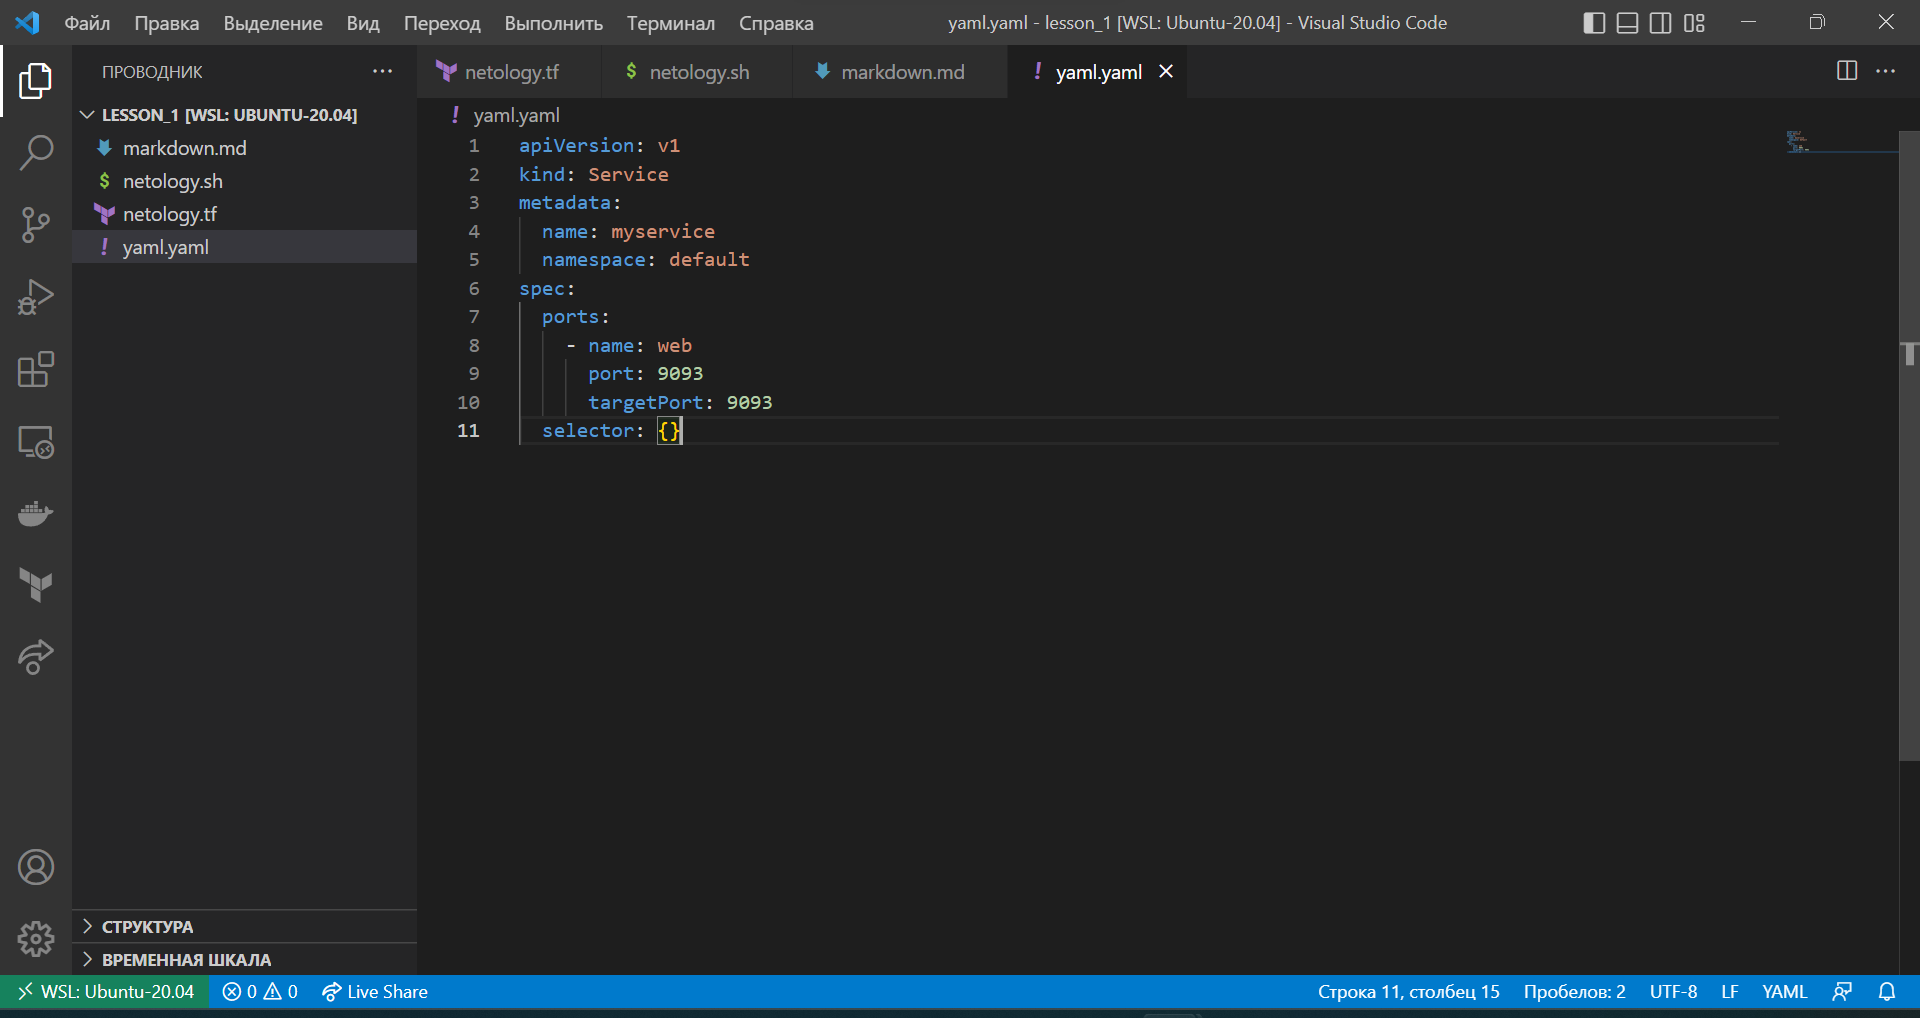 Файл Правка Выделение Вид Переход Выполнить Терминал Справка yaml.yaml - lesson_1 [WSL: Ubuntu-20.04] - Visual Studio Code
ПРОВОДНИК
LESSON_1 [WSL: UBUNTU-20.04]
markdown.md
$ netology.sh
netology.tf
! yaml.yaml
СТРУКТУРА
ВРЕМЕННАЯ ШКАЛА
netology.tf $ netology.sh markdown.md ! yaml.yaml
! yaml.yaml
1 apiVersion: v1
2 kind: Service
3 metadata:
4   name: myservice
5   namespace: default
6 spec:
7   ports:
8     - name: web
9       port: 9093
10       targetPort: 9093
11   selector: {}
WSL: Ubuntu-20.04 0 0 Live Share Строка 11, столбец 15 Пробелов: 2 UTF-8 LF YAML